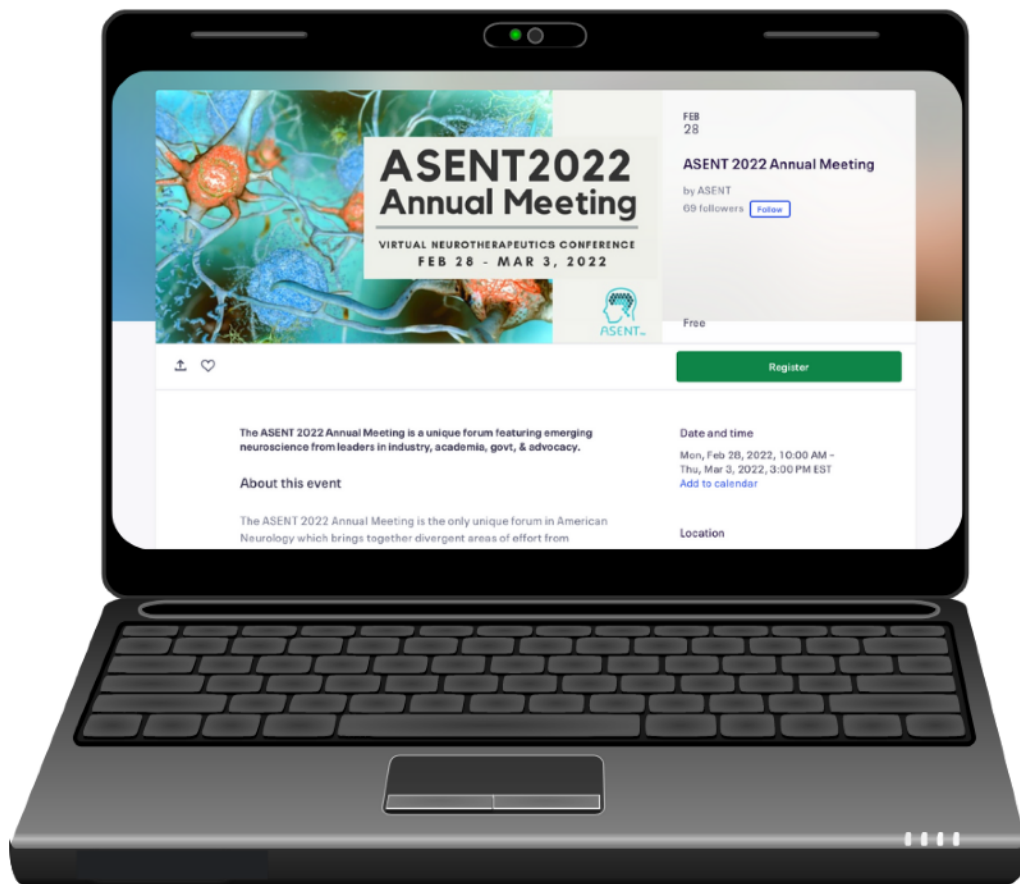 ASENT2022
Annual Meeting
VIRTUAL NEUROTHERAPEUTICS CONFERENCE
FEB 28 - MAR 3, 2022
ASENT
FEB
28
ASENT 2022 Annual Meeting
by ASENT
69 followers Follow
Free
Register
The ASENT 2022 Annual Meeting is a unique forum featuring emerging
neuroscience from leaders in industry, academia, govt, & advocacy.
About this event
The ASENT 2022 Annual Meeting is the only unique forum in American
Neurology which brings together divergent areas of effort from
Date and time
Mon, Feb 28, 2022, 10:00 AM –
Thu, Mar 3, 2022, 3:00 PM EST
Add to calendar
Location